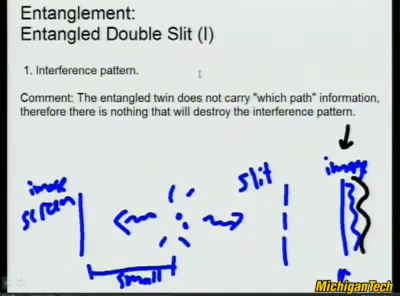 Entanglement:
Entangled Double Slit (I)
1. Interference pattern.
Comment: The entangled twin does not carry "which path" information,
therefore there is nothing that will destroy the interference pattern.
image
screen
small
slit
image
MichiganTech